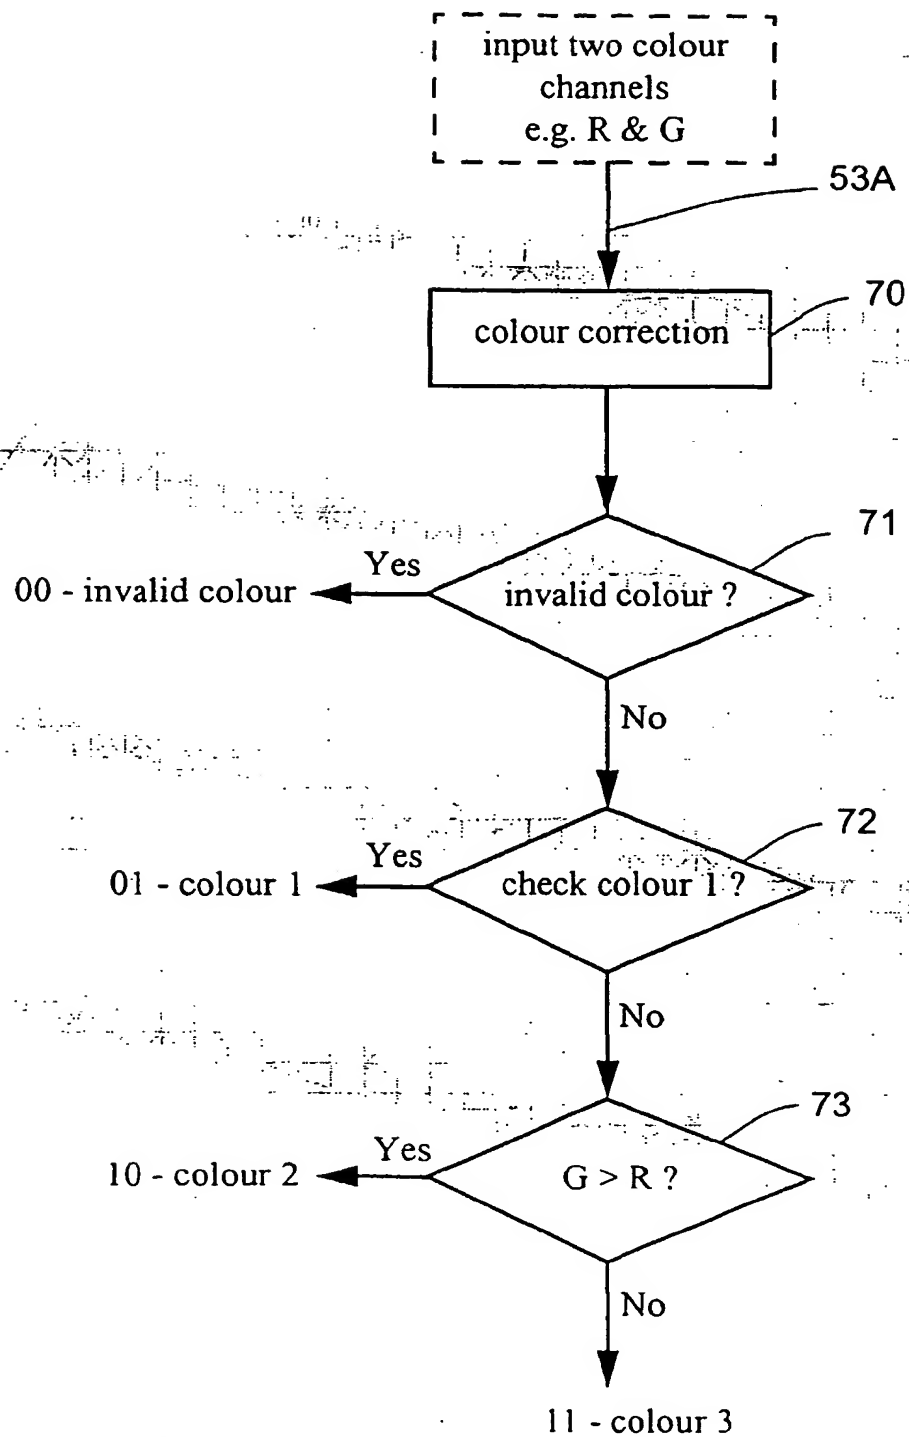 input two colour
channels
e.g. R & G
53A
70
colour correction
71
Yes
00 - invalid colour
invalid colour ?
No
72
Yes
01 - colour 1
check colour 1 ?
No
73
Yes
10 - colour 2
G > R ?
No
11 - colour 3